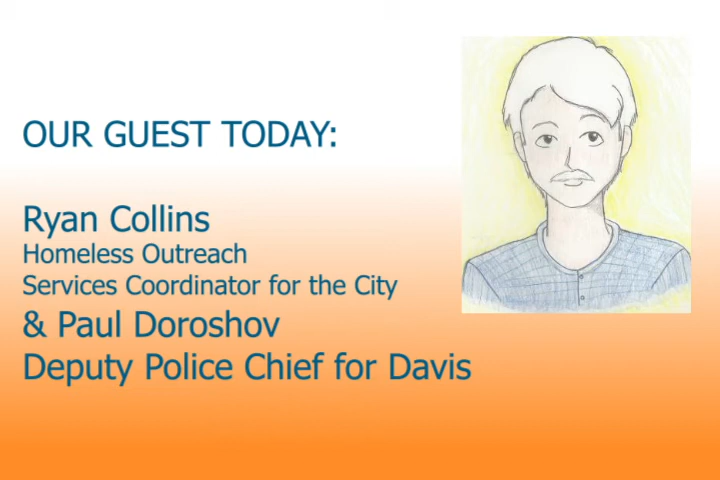 OUR GUEST TODAY:
Ryan Collins
Homeless Outreach
Services Coordinator for the City
& Paul Doroshov
Deputy Police Chief for Davis